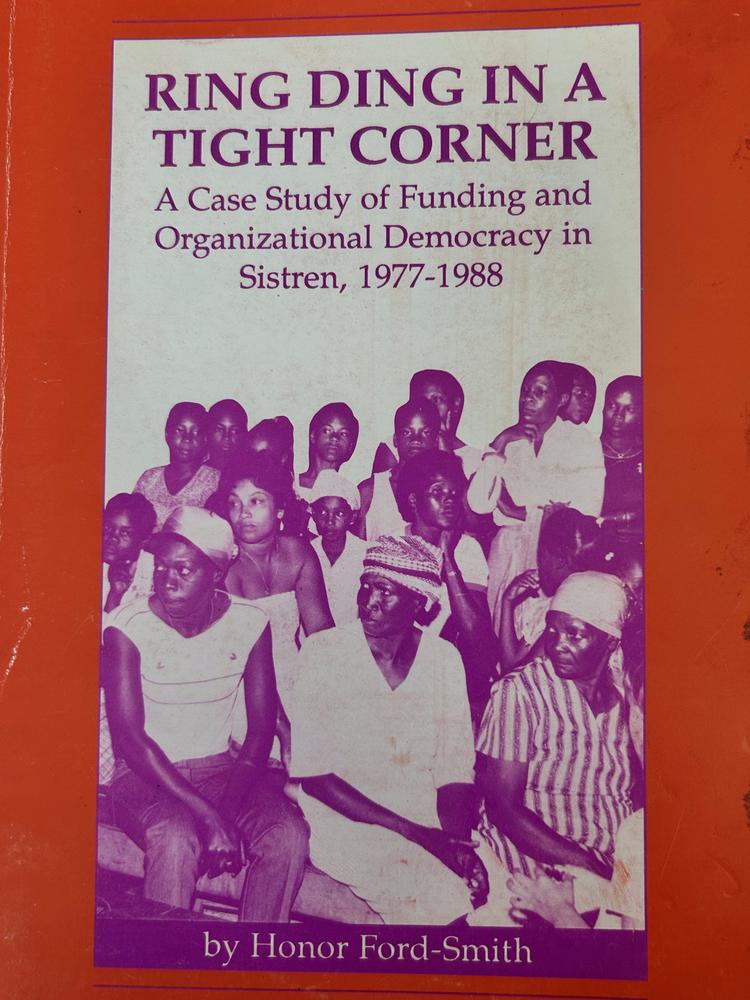 RING DING IN A
TIGHT CORNER
A Case Study of Funding and
Organizational Democracy in
Sistren, 1977-1988
by Honor Ford-Smith